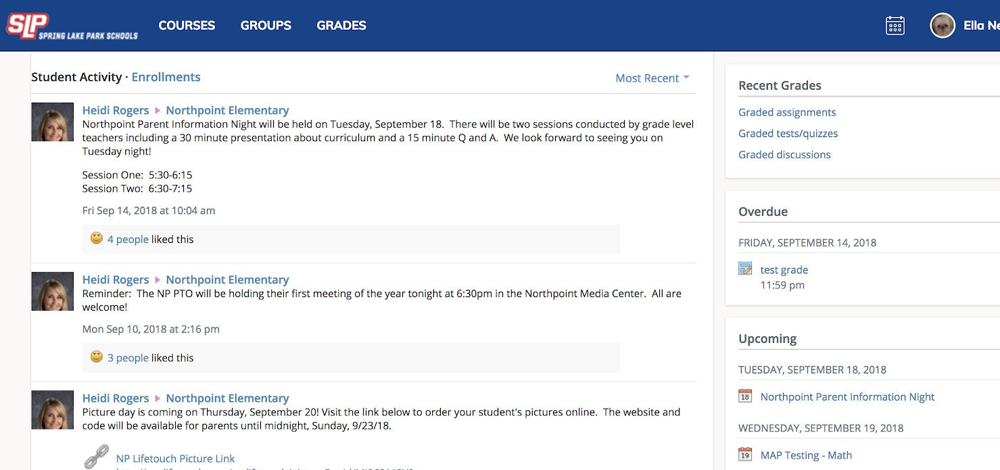 SLP SPRING LAKE PARK SCHOOLS
COURSES GROUPS GRADES
Ella Ne
Student Activity · Enrollments
Most Recent
Heidi Rogers Northpoint Elementary
Northpoint Parent Information Night will be held on Tuesday, September 18.  There will be two sessions conducted by grade level
teachers including a 30 minute presentation about curriculum and a 15 minute Q and A.  We look forward to seeing you on
Tuesday night!
Session One:  5:30-6:15
Session Two:  6:30-7:15
Fri Sep 14, 2018 at 10:04 am
4 people liked this
Heidi Rogers Northpoint Elementary
Reminder:  The NP PTO will be holding their first meeting of the year tonight at 6:30pm in the Northpoint Media Center.  All are
welcome!
Mon Sep 10, 2018 at 2:16 pm
3 people liked this
Heidi Rogers Northpoint Elementary
Picture day is coming on Thursday, September 20! Visit the link below to order your student's pictures online.  The website and
code will be available for parents until midnight, Sunday, 9/23/18.
NP Lifetouch Picture Link
Recent Grades
Graded assignments
Graded tests/quizzes
Graded discussions
Overdue
FRIDAY, SEPTEMBER 14, 2018
test grade
11:59 pm
Upcoming
TUESDAY, SEPTEMBER 18, 2018
18 Northpoint Parent Information Night
WEDNESDAY, SEPTEMBER 19, 2018
19 MAP Testing - Math